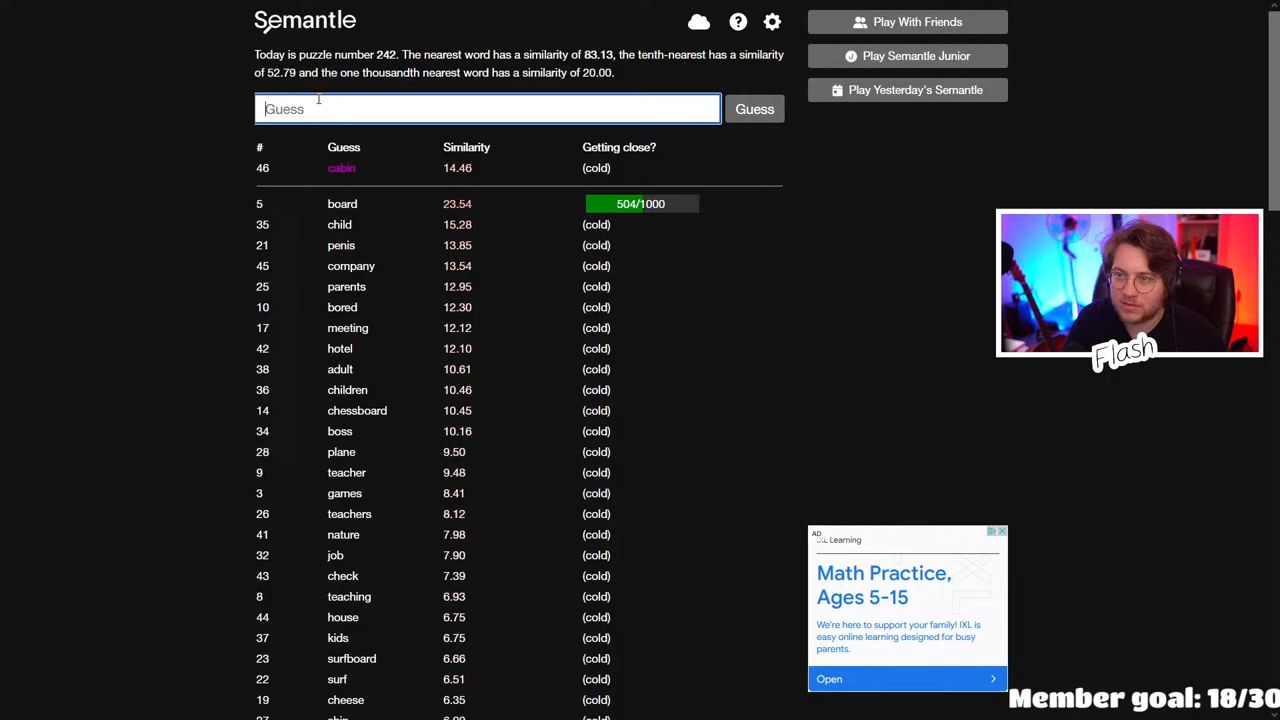 Semantle
Play With Friends
Today is puzzle number 242. The nearest word has a similarity of 83.13, the tenth-nearest has a similarity
of 52.79 and the one thousandth nearest word has a similarity of 20.00.
Play Semantle Junior
Play Yesterday's Semantle
Guess Guess
# Guess Similarity Getting close?
46 cabin 14.46 (cold)
5 board 23.54 504/1000
35 child 15.28 (cold)
21 penis 13.85 (cold)
45 company 13.54 (cold)
25 parents 12.95 (cold)
10 bored 12.30 (cold)
17 meeting 12.12 (cold)
42 hotel 12.10 (cold)
38 adult 10.61 (cold)
36 children 10.46 (cold)
14 chessboard 10.45 (cold)
34 boss 10.16 (cold)
28 plane 9.50 (cold)
9 teacher 9.48 (cold)
3 games 8.41 (cold)
26 teachers 8.12 (cold)
41 nature 7.98 (cold)
32 job 7.90 (cold)
43 check 7.39 (cold)
8 teaching 6.93 (cold)
44 house 6.75 (cold)
37 kids 6.75 (cold)
23 surfboard 6.66 (cold)
22 surf 6.51 (cold)
19 cheese 6.35 (cold)
Flash
AD
IXL Learning
Math Practice,
Ages 5-15
We're here to support your family! IXL is
easy online learning designed for busy
parents.
Open
Member goal: 18/30